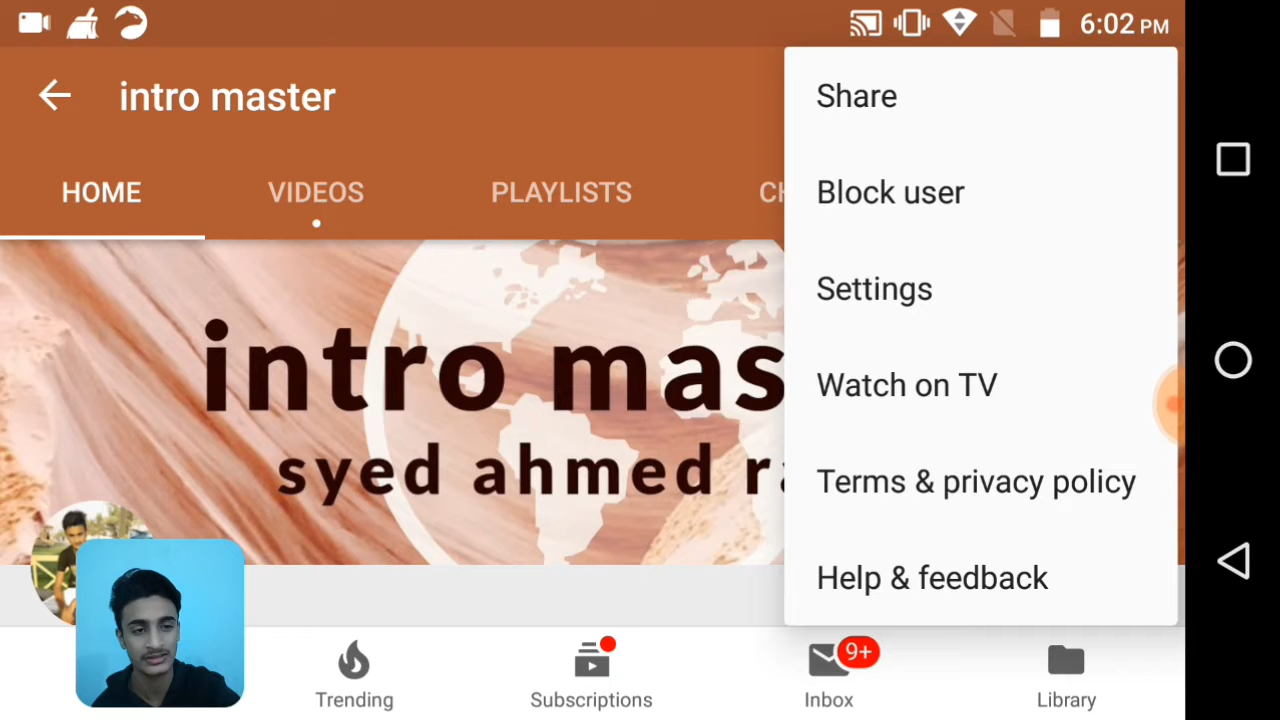 6:02 PM
intro master
HOME
VIDEOS
PLAYLISTS
Share
Block user
Settings
Watch on TV
Terms & privacy policy
Help & feedback
intro mas
syed ahmed
Trending
Subscriptions
9+
Inbox
Library